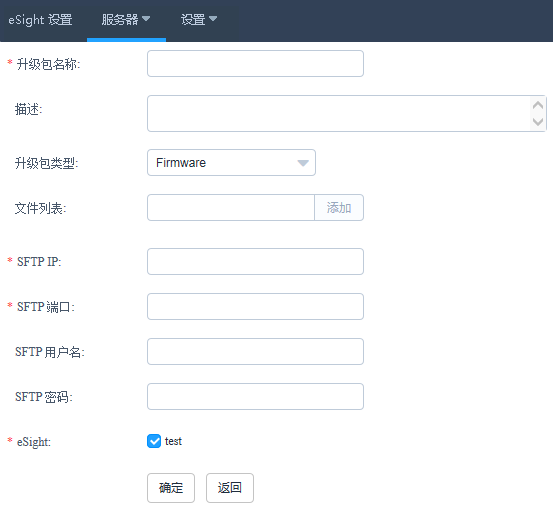 eSight 设置 服务器 设置
* 升级包名称:
描述:
升级包类型: Firmware
文件列表: 添加
* SFTP IP:
* SFTP 端口:
SFTP 用户名:
SFTP 密码:
* eSight: test
确定 返回